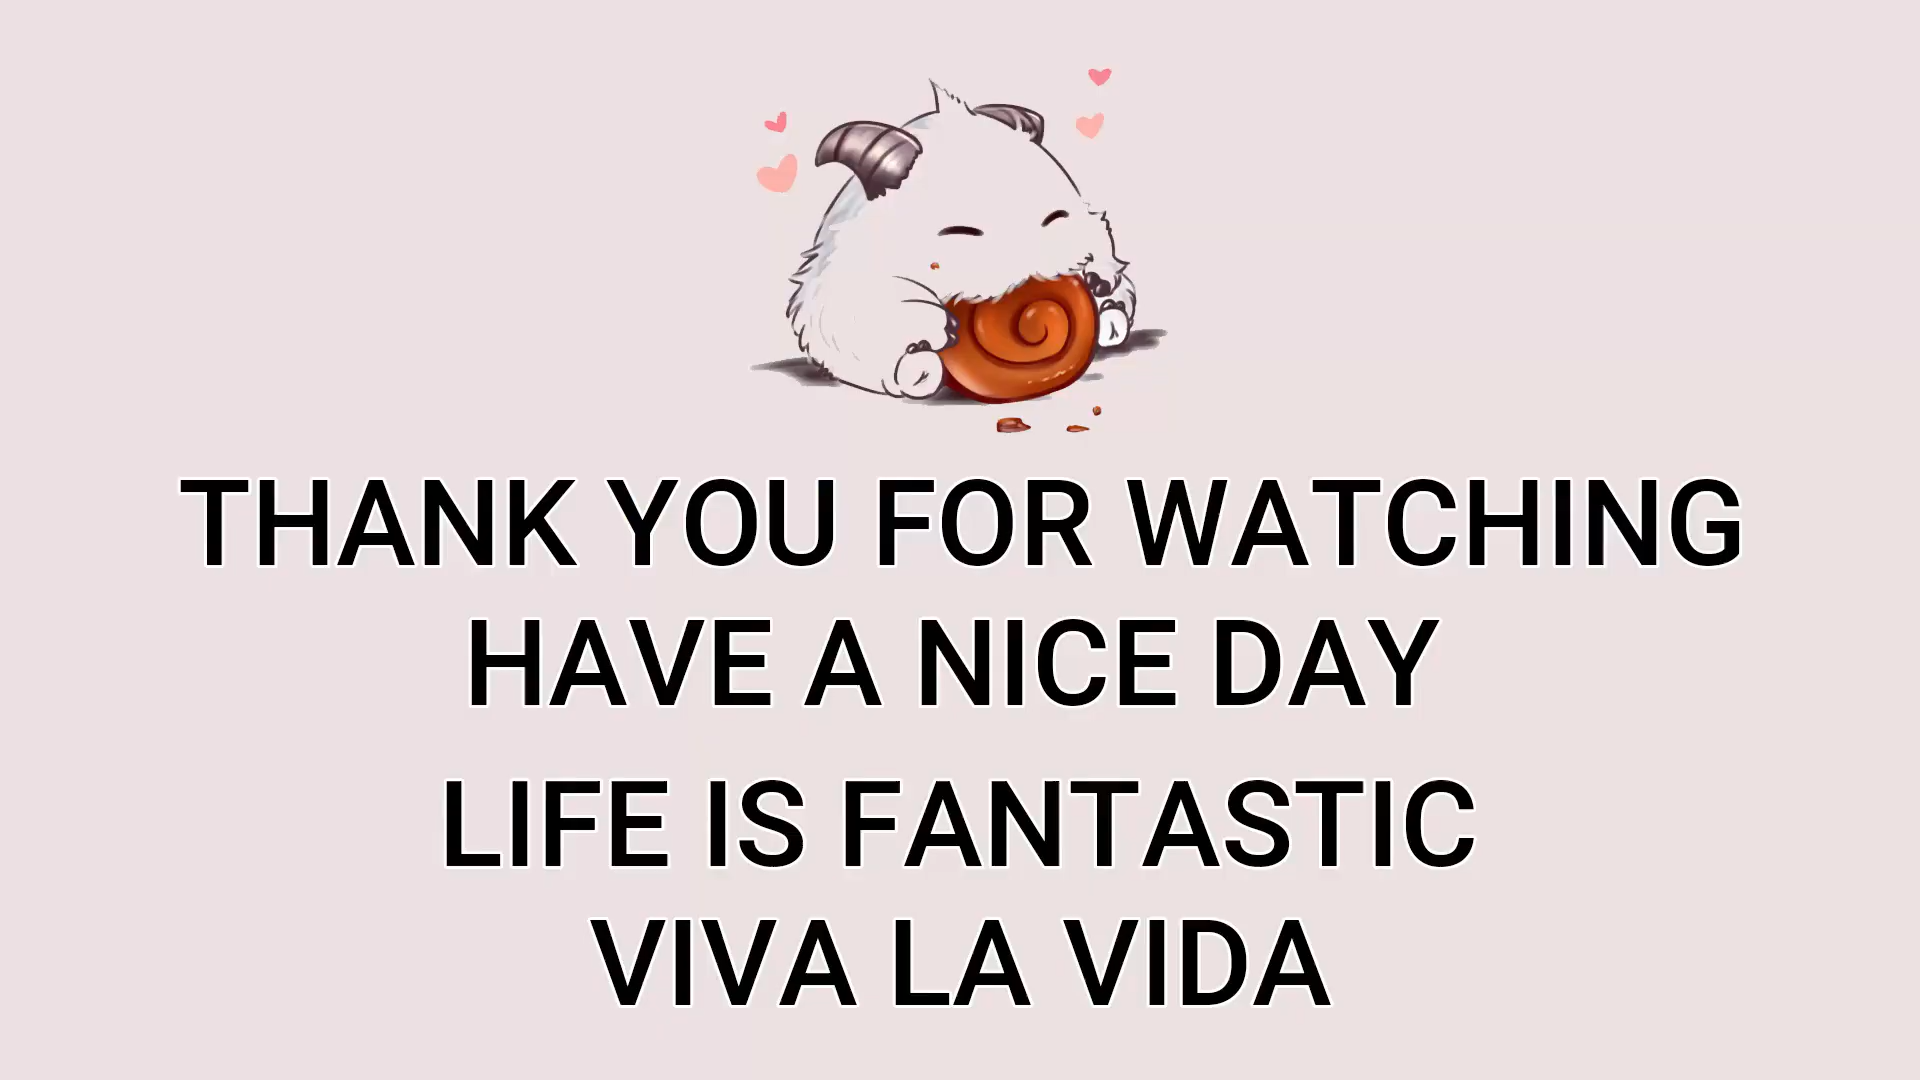 THANK YOU FOR WATCHING
HAVE A NICE DAY
LIFE IS FANTASTIC
VIVA LA VIDA